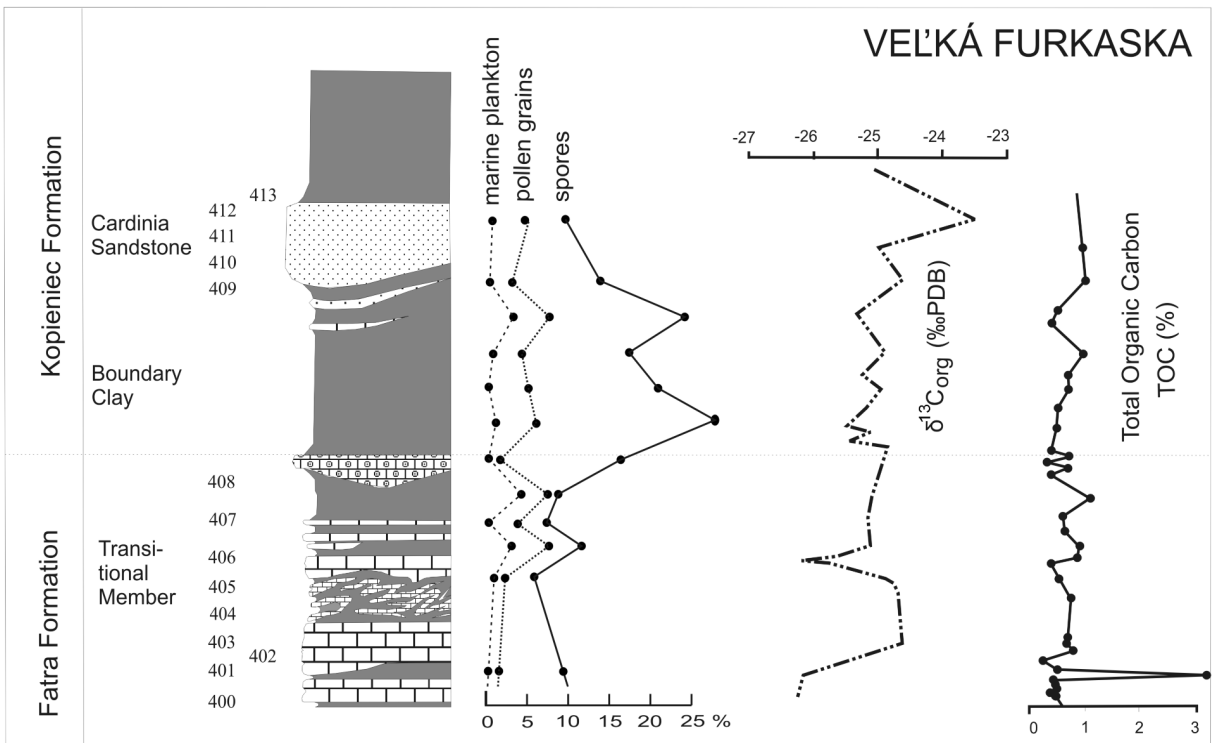 VEĽKÁ FURKASKA
Kopieniec Formation
Fatra Formation
Cardinia
Sandstone
Boundary
Clay
Transi-
tional
Member
413
412
411
410
409
408
407
406
405
404
403
402
401
400
marine plankton
pollen grains
spores
0 5 10 15 20 25 %
-27 -26 -25 -24 -23
δ¹³Corg (‰PDB)
Total Organic Carbon
TOC (%)
0 1 2 3